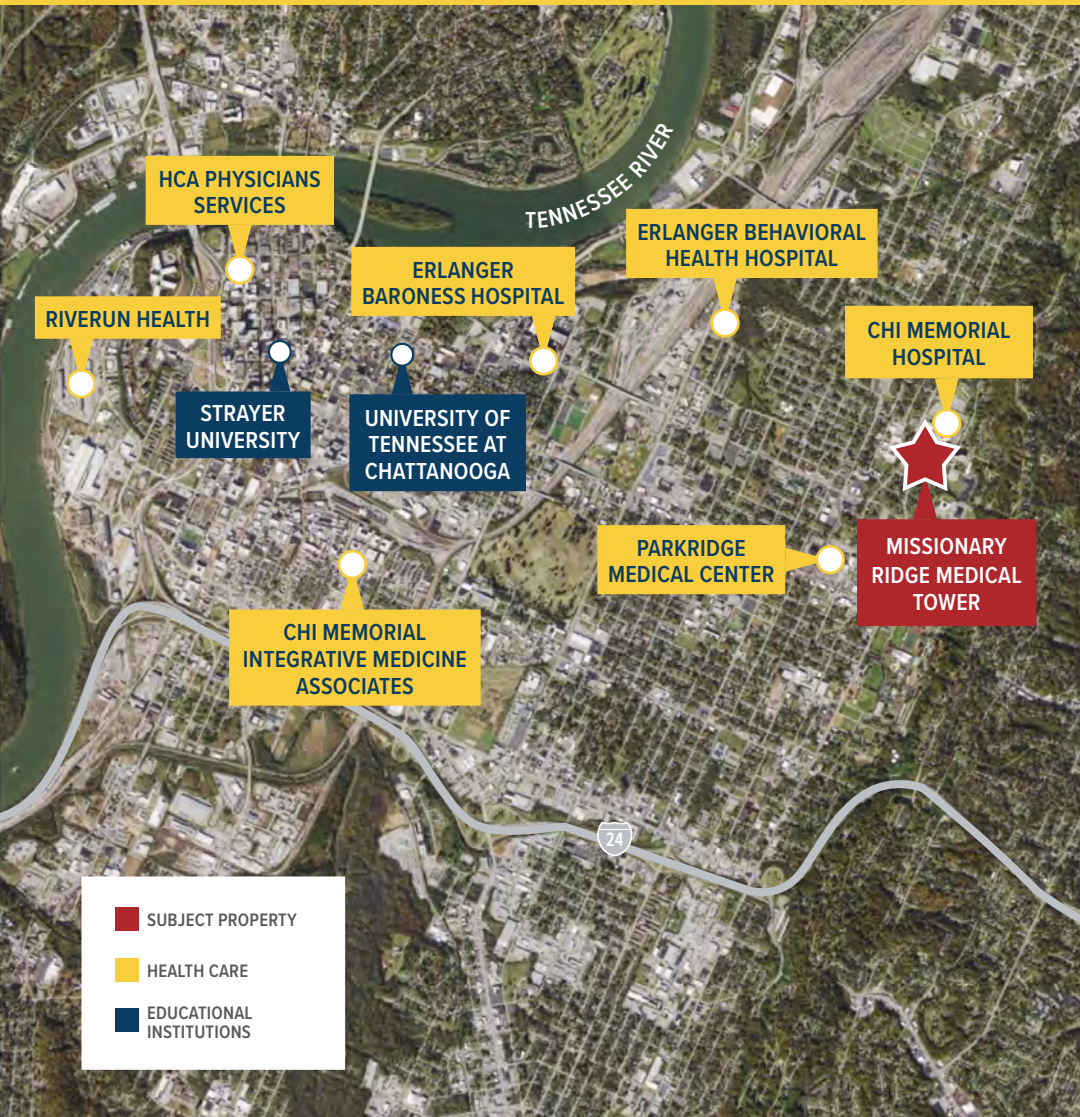 TENNESSEE RIVER
HCA PHYSICIANS
SERVICES
ERLANGER BEHAVIORAL
HEALTH HOSPITAL
ERLANGER
BARONESS HOSPITAL
RIVERUN HEALTH
CHI MEMORIAL
HOSPITAL
STRAYER
UNIVERSITY
UNIVERSITY OF
TENNESSEE AT
CHATTANOOGA
PARKRIDGE
MEDICAL CENTER
MISSIONARY
RIDGE MEDICAL
TOWER
CHI MEMORIAL
INTEGRATIVE MEDICINE
ASSOCIATES
24
SUBJECT PROPERTY
HEALTH CARE
EDUCATIONAL
INSTITUTIONS